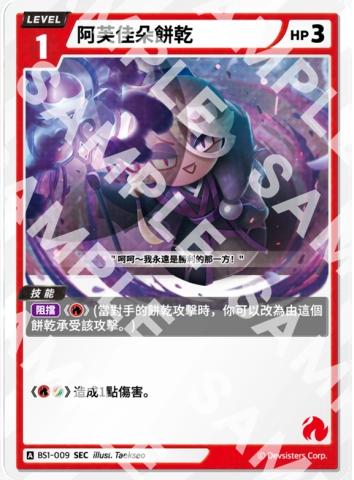 LEVEL
1
阿芙佳朵餅乾
HP 3
"呵呵～我永遠是勝利的那一方！"
技能
阻擋 《》(當對手的餅乾攻擊時，你可以改為由這個
餅乾承受該攻擊。)
《》造成1點傷害。
A BS1-009 SEC illust. Taekseo
© Devsisters Corp.
SAMPLE SAMPLE SAMPLE